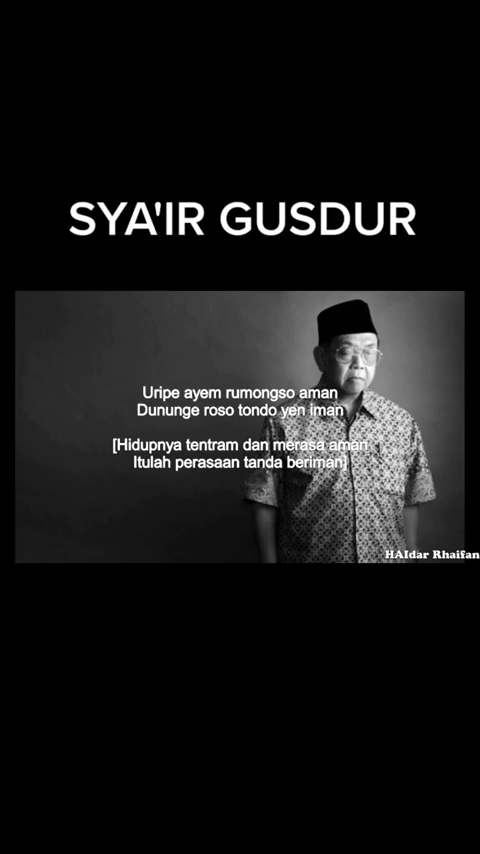 SYA'IR GUSDUR
Uripe ayem rumongso aman
Dununge roso tondo yen iman
[Hidupnya tentram dan merasa aman
Itulah perasaan tanda beriman]
HAIdar Rhaifan